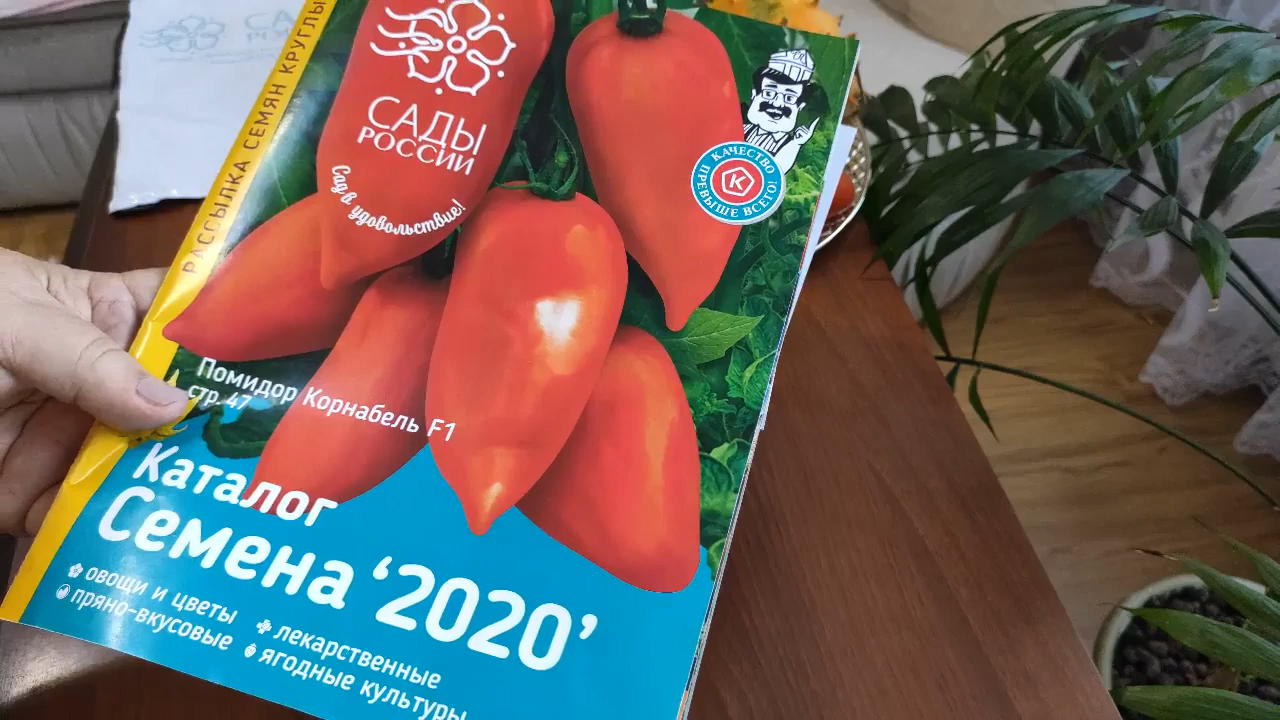 РАССЫЛКА СЕМЯН КРУГЛЫ
САДЫ
РОССИИ
Сад в удовольствие!
КАЧЕСТВО
ПРЕВЫШЕ ВСЕГО!
К
Помидор Корнабель F1
стр. 47
Каталог
Семена ‘2020’
овощи и цветы
пряно-вкусовые
лекарственные
ягодные культуры